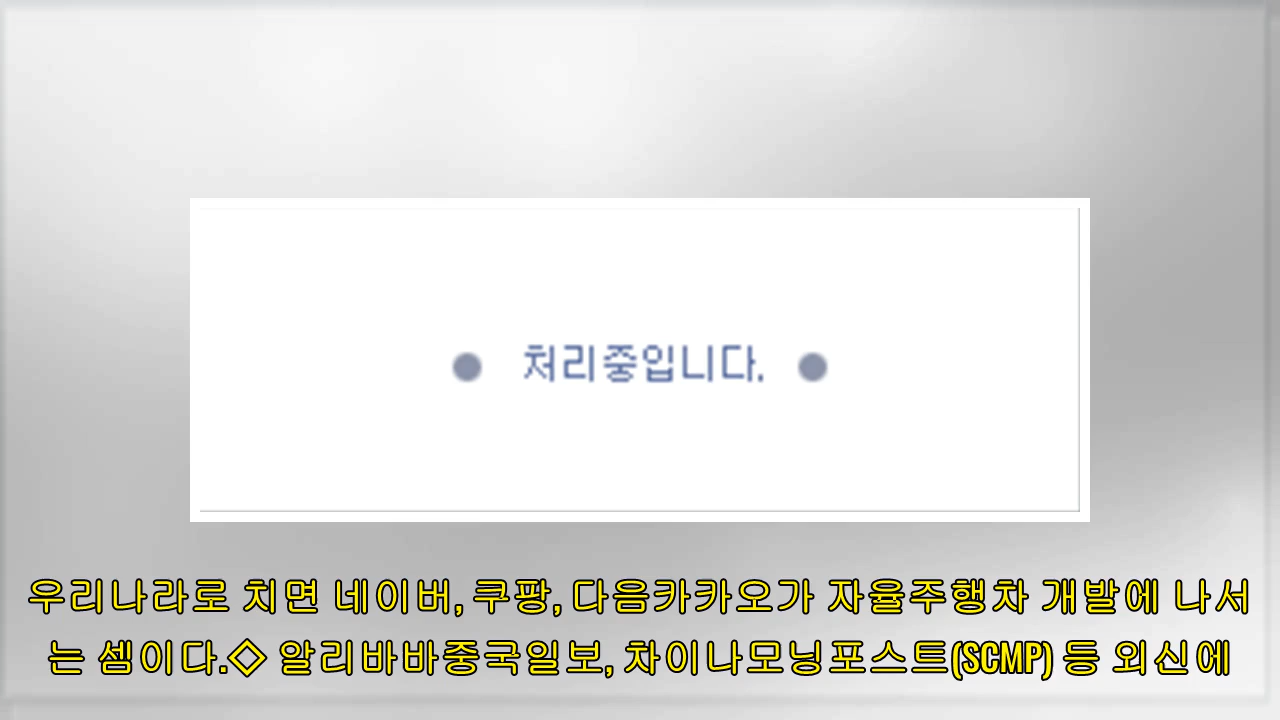 ● 처리중입니다. ●
우리나라로 치면 네이버, 쿠팡, 다음카카오가 자율주행차 개발에 나서
는 셈이다.◇ 알리바바중국일보, 차이나모닝포스트(SCMP) 등 외신에